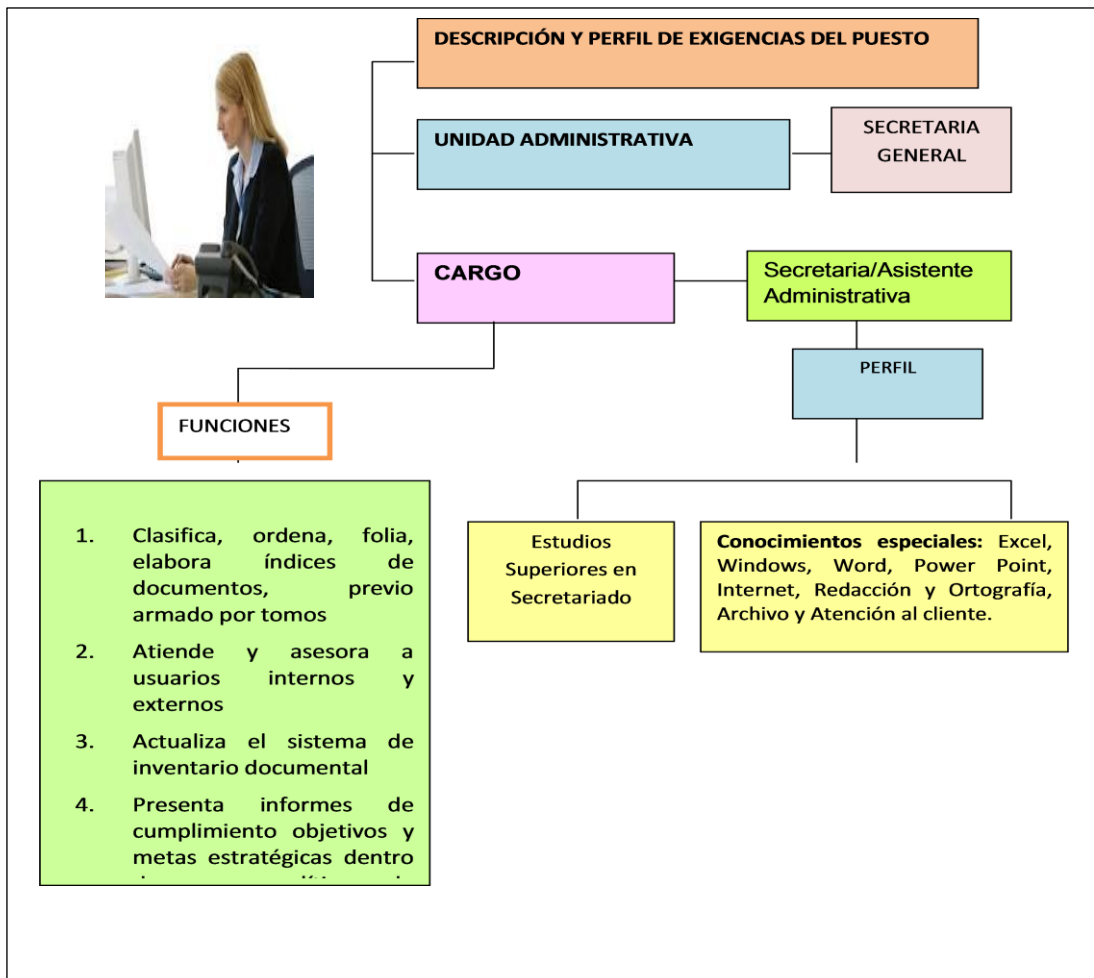 DESCRIPCIÓN Y PERFIL DE EXIGENCIAS DEL PUESTO
UNIDAD ADMINISTRATIVA
SECRETARIA
GENERAL
CARGO
Secretaria/Asistente
Administrativa
PERFIL
FUNCIONES
1. Clasifica, ordena, folia,
elabora índices de
documentos, previo
armado por tomos
2. Atiende y asesora a
usuarios internos y
externos
3. Actualiza el sistema de
inventario documental
4. Presenta informes de
cumplimiento objetivos y
metas estratégicas dentro
Estudios
Superiores en
Secretariado
Conocimientos especiales: Excel,
Windows, Word, Power Point,
Internet, Redacción y Ortografía,
Archivo y Atención al cliente.